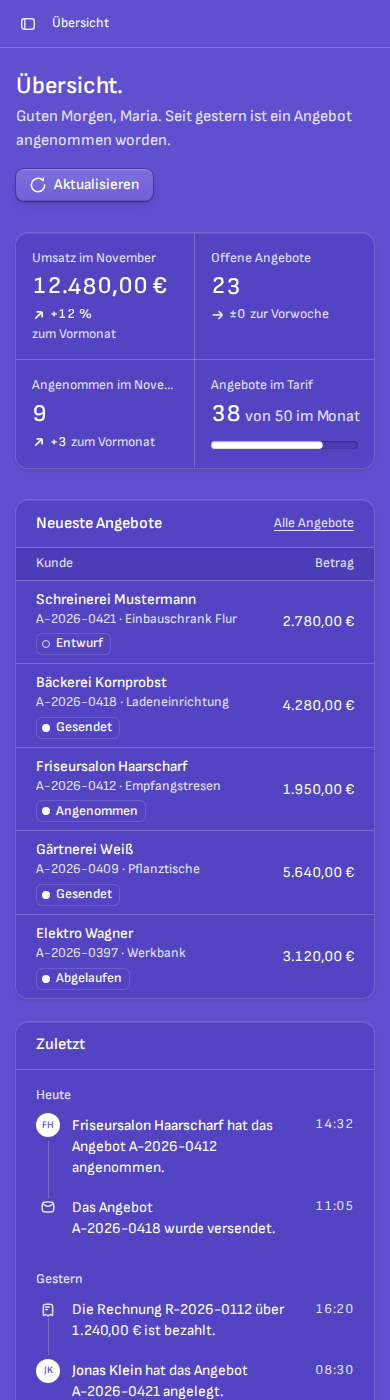 Übersicht
Übersicht.
Guten Morgen, Maria. Seit gestern ist ein Angebot
angenommen worden.
Aktualisieren
Umsatz im November
12.480,00 €
+12 %
zum Vormonat
Offene Angebote
23
±0 zur Vorwoche
Angenommen im Nove...
9
+3 zum Vormonat
Angebote im Tarif
38 von 50 im Monat
Neueste Angebote
Alle Angebote
Kunde
Betrag
Schreinerei Mustermann
A-2026-0421 · Einbauschrank Flur
Entwurf
2.780,00 €
Bäckerei Kornprobst
A-2026-0418 · Ladeneinrichtung
Gesendet
4.280,00 €
Friseursalon Haarscharf
A-2026-0412 · Empfangstresen
Angenommen
1.950,00 €
Gärtnerei Weiß
A-2026-0409 · Pflanztische
Gesendet
5.640,00 €
Elektro Wagner
A-2026-0397 · Werkbank
Abgelaufen
3.120,00 €
Zuletzt
Heute
FH
Friseursalon Haarscharf hat das
Angebot A-2026-0412
angenommen.
14:32
Das Angebot
A-2026-0418 wurde versendet.
11:05
Gestern
Die Rechnung R-2026-0112 über
1.240,00 € ist bezahlt.
16:20
JK
Jonas Klein hat das Angebot
A-2026-0421 angelegt.
08:30